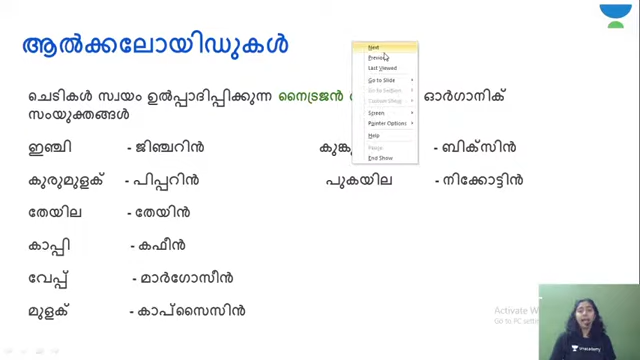 ആൽക്കലോയിഡുകൾ
ചെടികൾ സ്വയം ഉൽപ്പാദിപ്പിക്കുന്ന നൈട്രജൻ ഓർഗാനിക്
സംയുക്തങ്ങൾ
ഇഞ്ചി - ജിഞ്ചറിൻ
കുരുമുളക് - പിപ്പറിൻ
തേയില - തേയിൻ
കാപ്പി - കഫീൻ
വേപ്പ് - മാർഗോസീൻ
മുളക് - കാപ്സൈസിൻ
- ബിക്സിൻ
പുകയില - നിക്കോട്ടിൻ
Next
Previous
Last Viewed
Go to Slide
Go to Section
Custom Show
Screen
Pointer Options
Help
Pause
End Show
Activate W
Go to PC setti
unacademy